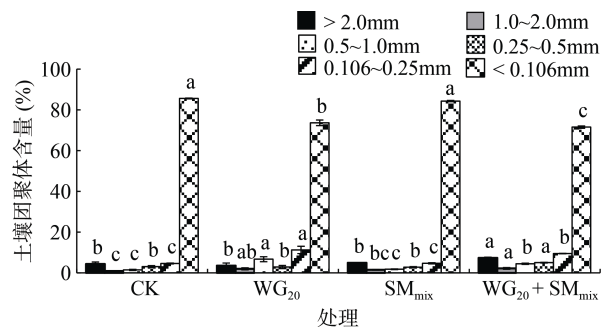 > 2.0mm 1.0~2.0mm
0.5~1.0mm 0.25~0.5mm
0.106~0.25mm < 0.106mm
土壤团聚体含量 (%)
100
80
60
40
20
0
b c c b c a
b ab a b a b
b bc c b c a
a a b a b c
CK WG20 SMmix WG20 + SMmix
处理